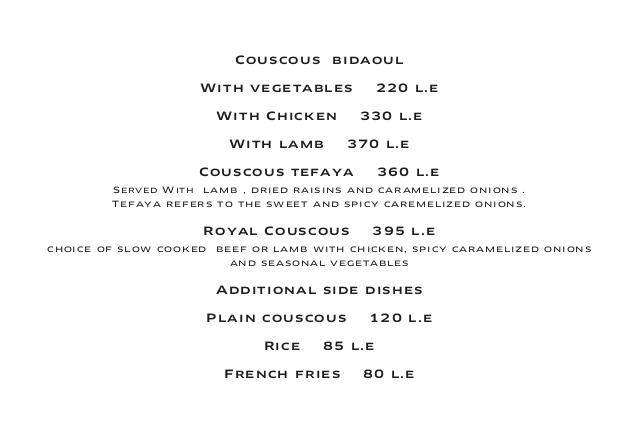 Couscous bidaoul
With vegetables 220 L.E
With Chicken 330 L.E
With lamb 370 L.E
Couscous tefaya 360 L.E
Served With lamb , dried raisins and caramelized onions .
Tefaya refers to the sweet and spicy caremelized onions.
Royal Couscous 395 L.E
choice of slow cooked beef or lamb with chicken, spicy caramelized onions
and seasonal vegetables
Additional side dishes
Plain couscous 120 L.E
Rice 85 L.E
French fries 80 L.E